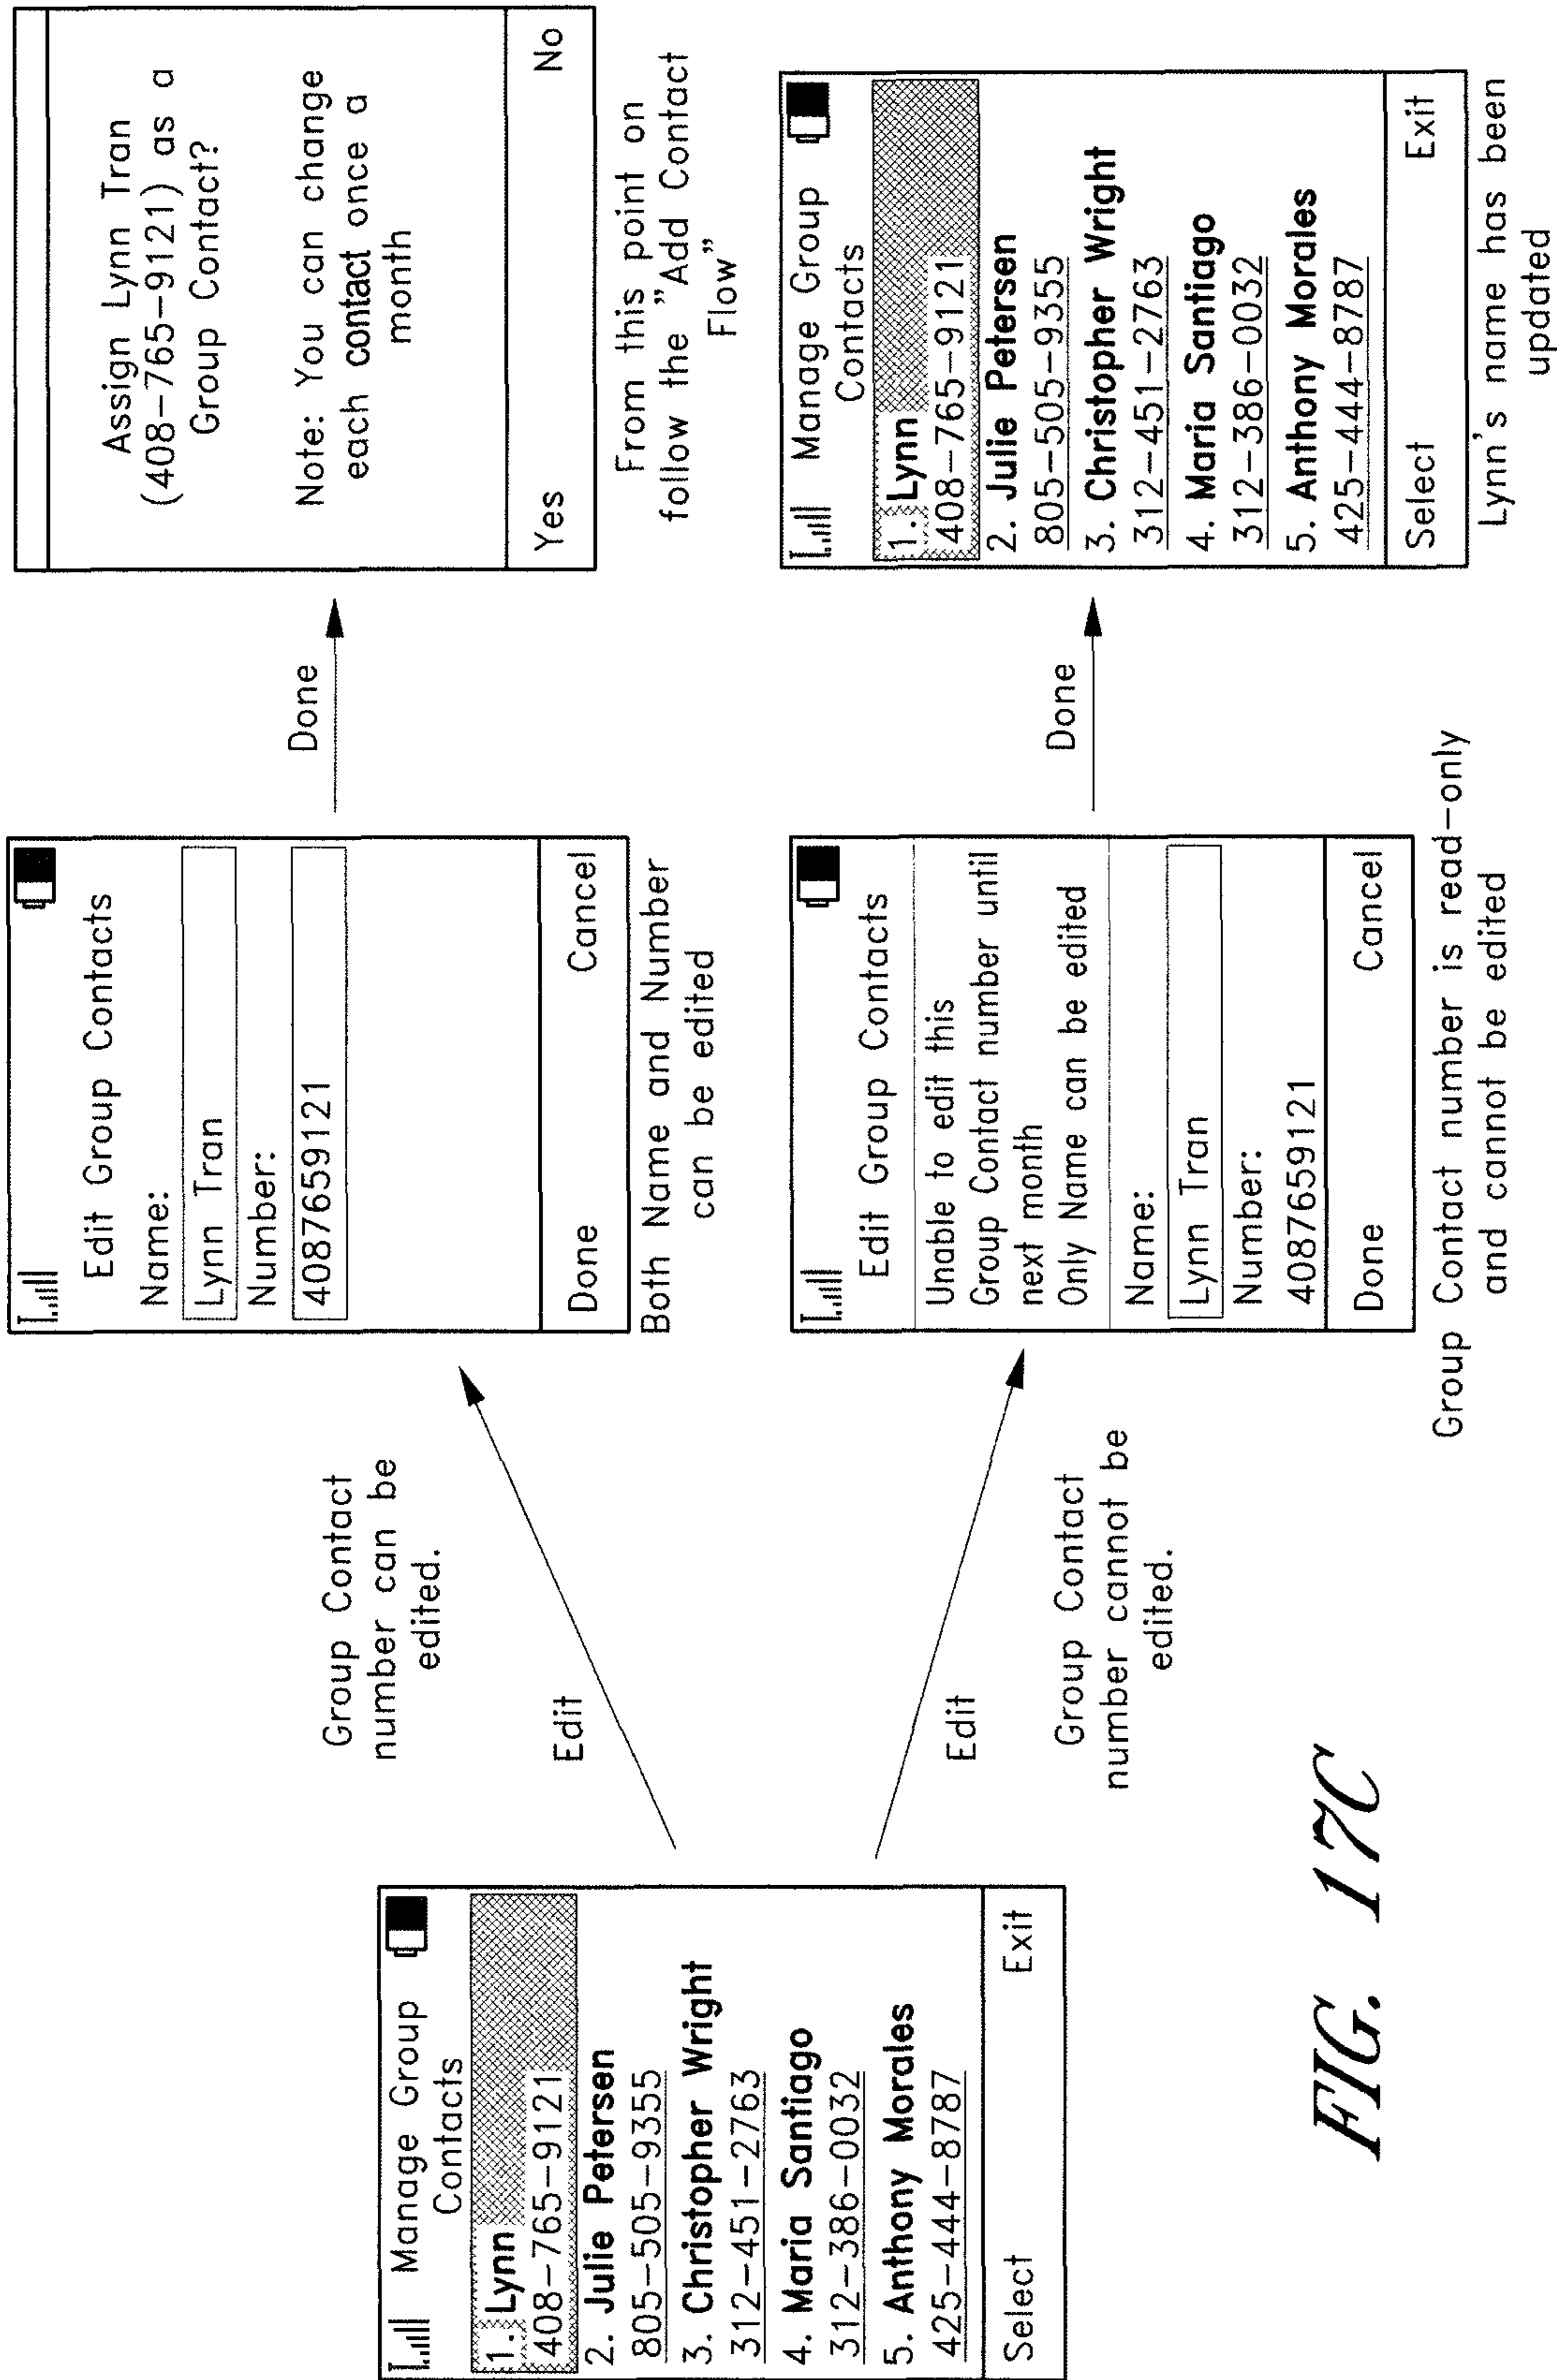 Manage Group
Contacts
1. Lynn
408-765-9121
2. Julie Petersen
805-505-9355
3. Christopher Wright
312-451-2763
4. Maria Santiago
312-386-0032
5. Anthony Morales
425-444-8787
Select Exit
Group Contact
number can be
edited.
Edit
Edit
Group Contact
number cannot be
edited.
Edit Group Contacts
Name:
Lynn Tran
Number:
4087659121
Done Cancel
Both Name and Number
can be edited
Done
Assign Lynn Tran
(408-765-9121) as a
Group Contact?
Note: You can change
each contact once a
month
Yes No
From this point on
follow the "Add Contact
Flow"
Edit Group Contacts
Unable to edit this
Group Contact number until
next month
Only Name can be edited
Name:
Lynn Tran
Number:
4087659121
Done Cancel
Group Contact number is read-only
and cannot be edited
Done
Manage Group
Contacts
1. Lynn
408-765-9121
2. Julie Petersen
805-505-9355
3. Christopher Wright
312-451-2763
4. Maria Santiago
312-386-0032
5. Anthony Morales
425-444-8787
Select Exit
Lynn's name has been
updated
FIG. 17C